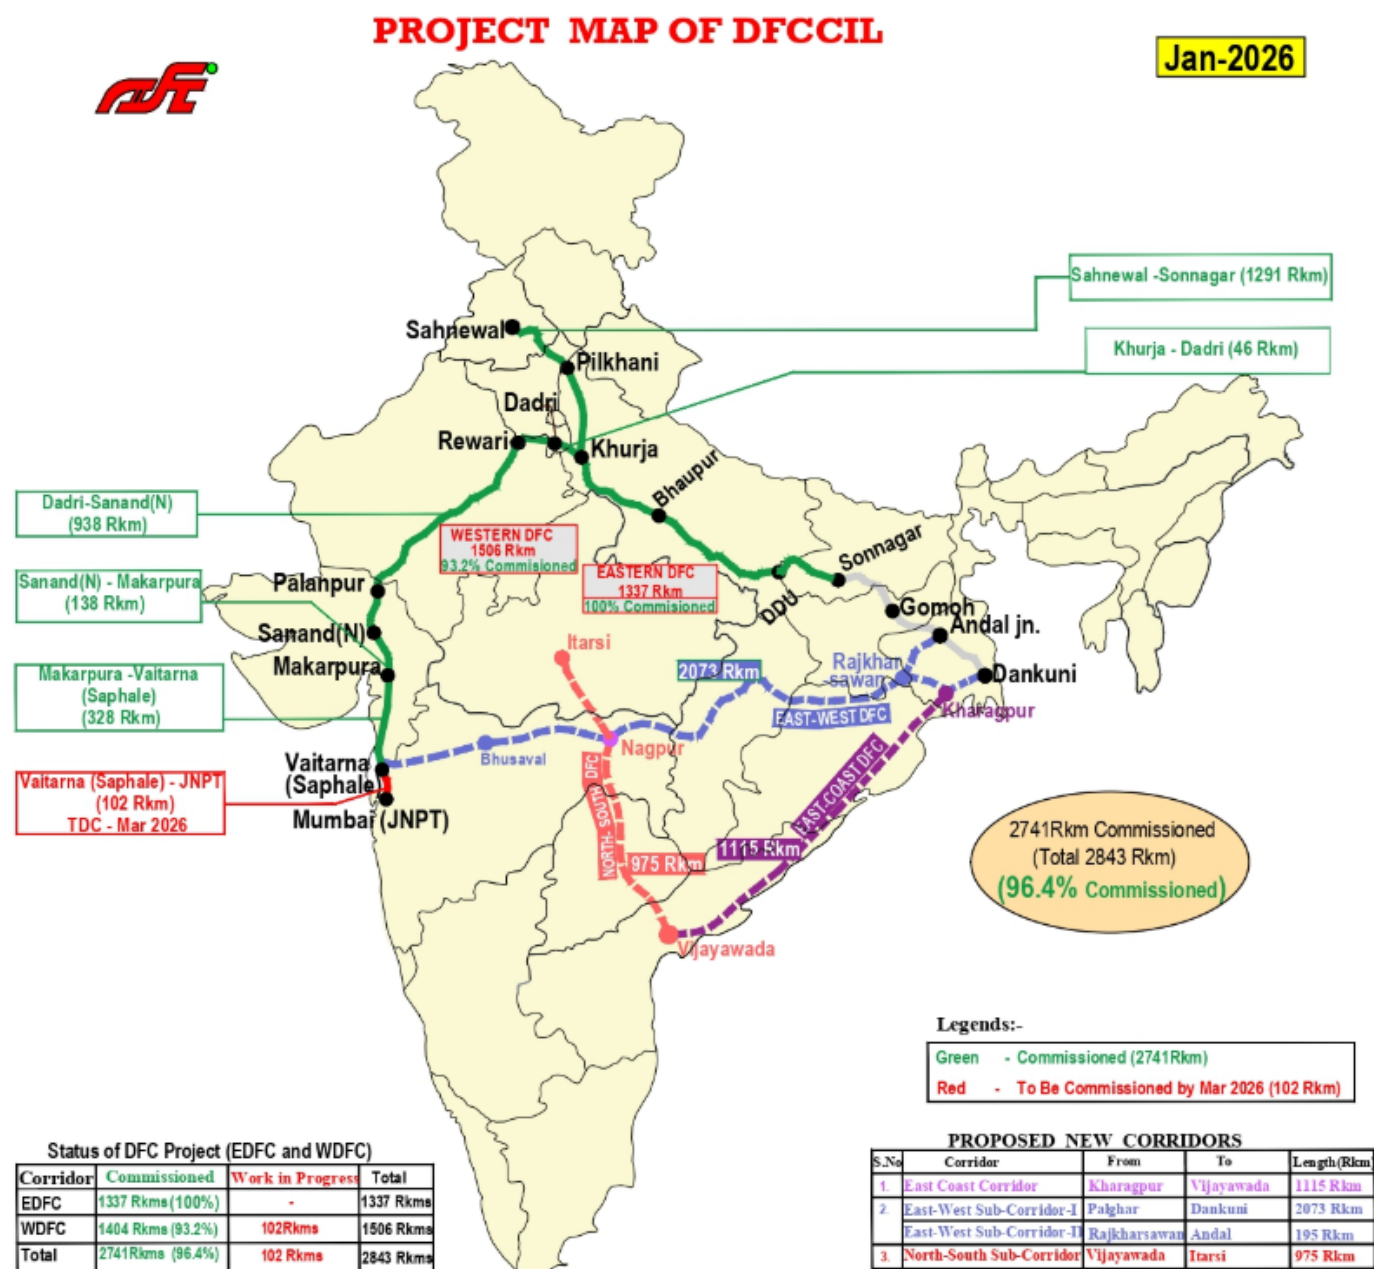 PROJECT MAP OF DFCCIL
Jan-2026
Sahnewal -Sonnagar (1291 Rkm)
Sahnewal
Khurja - Dadri (46 Rkm)
Pilkhani
Dadri
Rewari
Khurja
Bhaupur
Dadri-Sanand(N)
(938 Rkm)
WESTERN DFC
1506 Rkm
93.2% Commisioned
Sonnagar
EASTERN DFC
1337 Rkm
100% Commisioned
Sanand(N) - Makarpura
(138 Rkm)
Palanpur
DDU
Gomoh
Andal jn.
Sanand(N)
Itarsi
Makarpura
Makarpura -Vaitarna
(Saphale)
(328 Rkm)
2073 Rkm
Rajkhar
sawan
Dankuni
EAST-WEST DFC
Kharagpur
Nagpur
Bhusaval
Vaitarna
(Saphale)
Vaitarna (Saphale) - JNPT
(102 Rkm)
TDC - Mar 2026
Mumbai (JNPT)
NORTH- SOUTH DFC
EAST-COAST DFC
1115 Rkm
975 Rkm
2741Rkm Commissioned
(Total 2843 Rkm)
(96.4% Commissioned)
Vijayawada
Legends:-
Green - Commissioned (2741Rkm)
Red - To Be Commissioned by Mar 2026 (102 Rkm)
Status of DFC Project (EDFC and WDFC)
Corridor Commissioned Work in Progress Total
EDFC 1337 Rkms (100%) - 1337 Rkms
WDFC 1404 Rkms (93.2%) 102Rkms 1506 Rkms
Total 2741Rkms (96.4%) 102 Rkms 2843 Rkms
PROPOSED NEW CORRIDORS
S.No Corridor From To Length(Rkm)
1. East Coast Corridor Kharagpur Vijayawada 1115 Rkm
2. East-West Sub-Corridor-I Palghar Dankuni 2073 Rkm
East-West Sub-Corridor-II Rajkharsawan Andal 195 Rkm
3. North-South Sub-Corridor Vijayawada Itarsi 975 Rkm